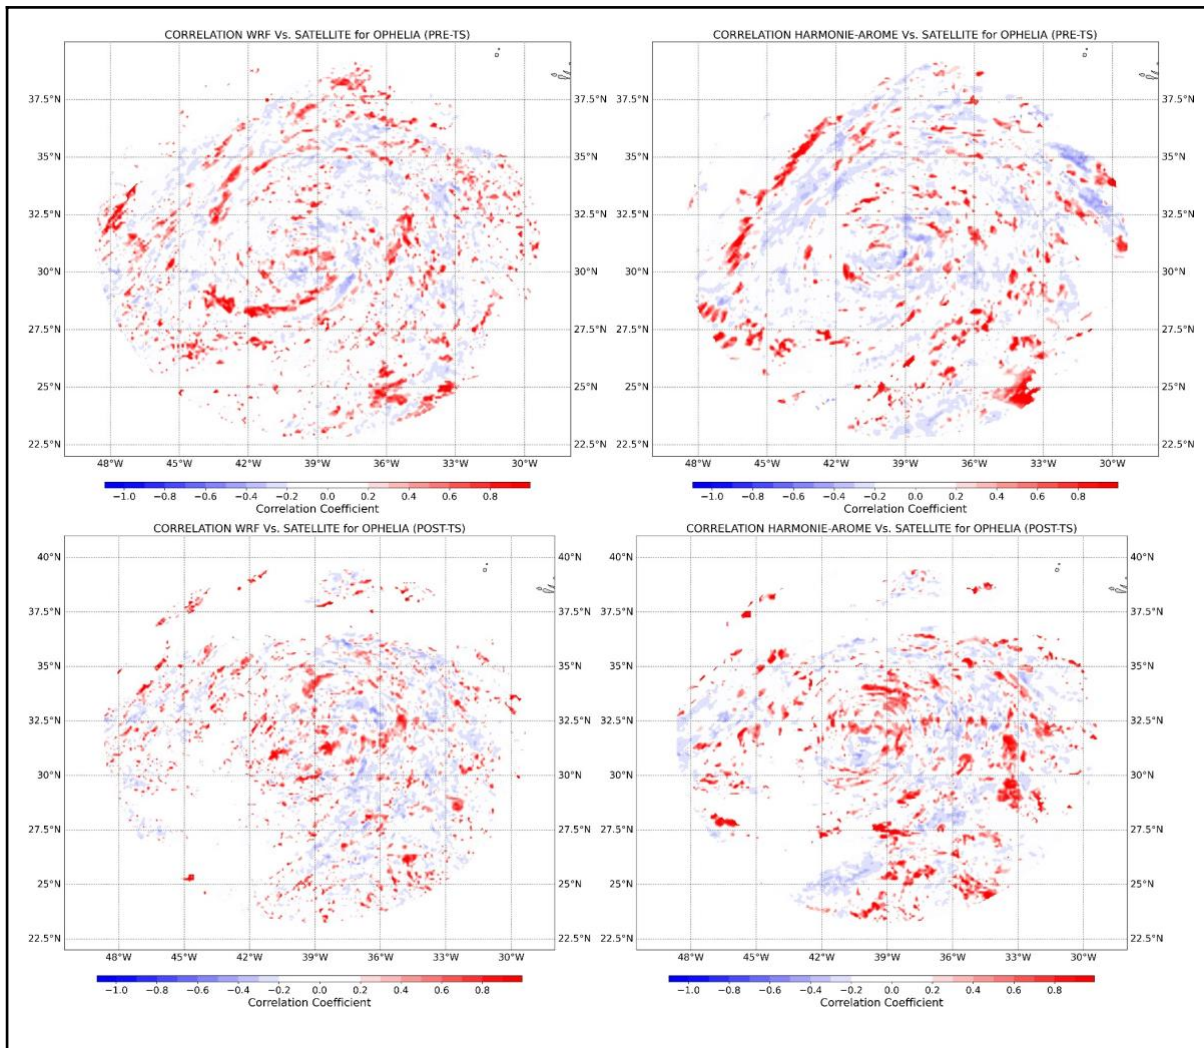 CORRELATION WRF Vs. SATELLITE for OPHELIA (PRE-TS)
37.5°N 37.5°N
35°N 35°N
32.5°N 32.5°N
30°N 30°N
27.5°N 27.5°N
25°N 25°N
22.5°N 22.5°N
48°W 45°W 42°W 39°W 36°W 33°W 30°W
−1.0 −0.8 −0.6 −0.4 −0.2 0.0 0.2 0.4 0.6 0.8
Correlation Coefficient
CORRELATION HARMONIE-AROME Vs. SATELLITE for OPHELIA (PRE-TS)
37.5°N 37.5°N
35°N 35°N
32.5°N 32.5°N
30°N 30°N
27.5°N 27.5°N
25°N 25°N
22.5°N 22.5°N
48°W 45°W 42°W 39°W 36°W 33°W 30°W
−1.0 −0.8 −0.6 −0.4 −0.2 0.0 0.2 0.4 0.6 0.8
Correlation Coefficient
CORRELATION WRF Vs. SATELLITE for OPHELIA (POST-TS)
40°N 40°N
37.5°N 37.5°N
35°N 35°N
32.5°N 32.5°N
30°N 30°N
27.5°N 27.5°N
25°N 25°N
22.5°N 22.5°N
48°W 45°W 42°W 39°W 36°W 33°W 30°W
−1.0 −0.8 −0.6 −0.4 −0.2 0.0 0.2 0.4 0.6 0.8
Correlation Coefficient
CORRELATION HARMONIE-AROME Vs. SATELLITE for OPHELIA (POST-TS)
40°N 40°N
37.5°N 37.5°N
35°N 35°N
32.5°N 32.5°N
30°N 30°N
27.5°N 27.5°N
25°N 25°N
22.5°N 22.5°N
48°W 45°W 42°W 39°W 36°W 33°W 30°W
−1.0 −0.8 −0.6 −0.4 −0.2 0.0 0.2 0.4 0.6 0.8
Correlation Coefficient